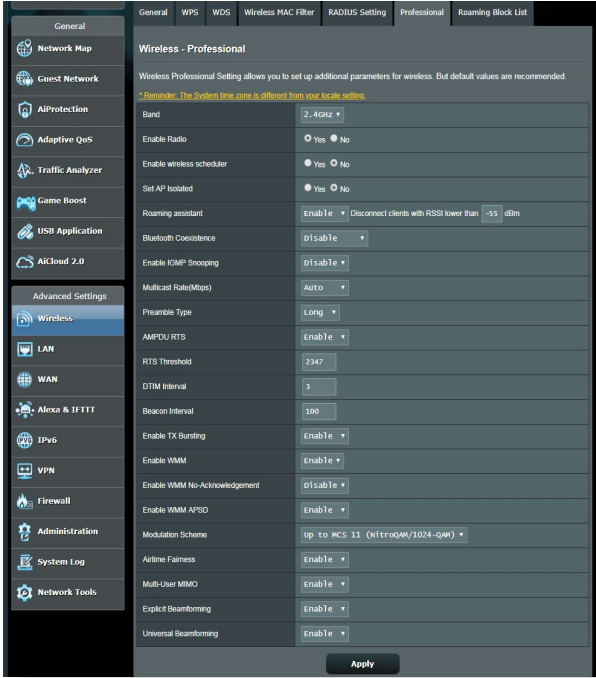 General WPS WDS Wireless MAC Filter RADIUS Setting Professional Roaming Block List
General
Network Map
Guest Network
AiProtection
Adaptive QoS
Traffic Analyzer
Game Boost
USB Application
AiCloud 2.0
Advanced Settings
Wireless
LAN
WAN
Alexa & IFTTT
IPv6
VPN
Firewall
Administration
System Log
Network Tools
Wireless - Professional
Wireless Professional Setting allows you to set up additional parameters for wireless. But default values are recommended.
* Reminder: The System time zone is different from your locale setting.
Band 2.4GHz
Enable Radio Yes No
Enable wireless scheduler Yes No
Set AP Isolated Yes No
Roaming assistant Enable Disconnect clients with RSSI lower than -55 dBm
Bluetooth Coexistence Disable
Enable IGMP Snooping Disable
Multicast Rate(Mbps) Auto
Preamble Type Long
AMPDU RTS Enable
RTS Threshold 2347
DTIM Interval 3
Beacon Interval 100
Enable TX Bursting Enable
Enable WMM Enable
Enable WMM No-Acknowledgement Disable
Enable WMM APSD Enable
Modulation Scheme Up to MCS 11 (NitroQAM/1024-QAM)
Airtime Fairness Enable
Multi-User MIMO Enable
Explicit Beamforming Enable
Universal Beamforming Enable
Apply